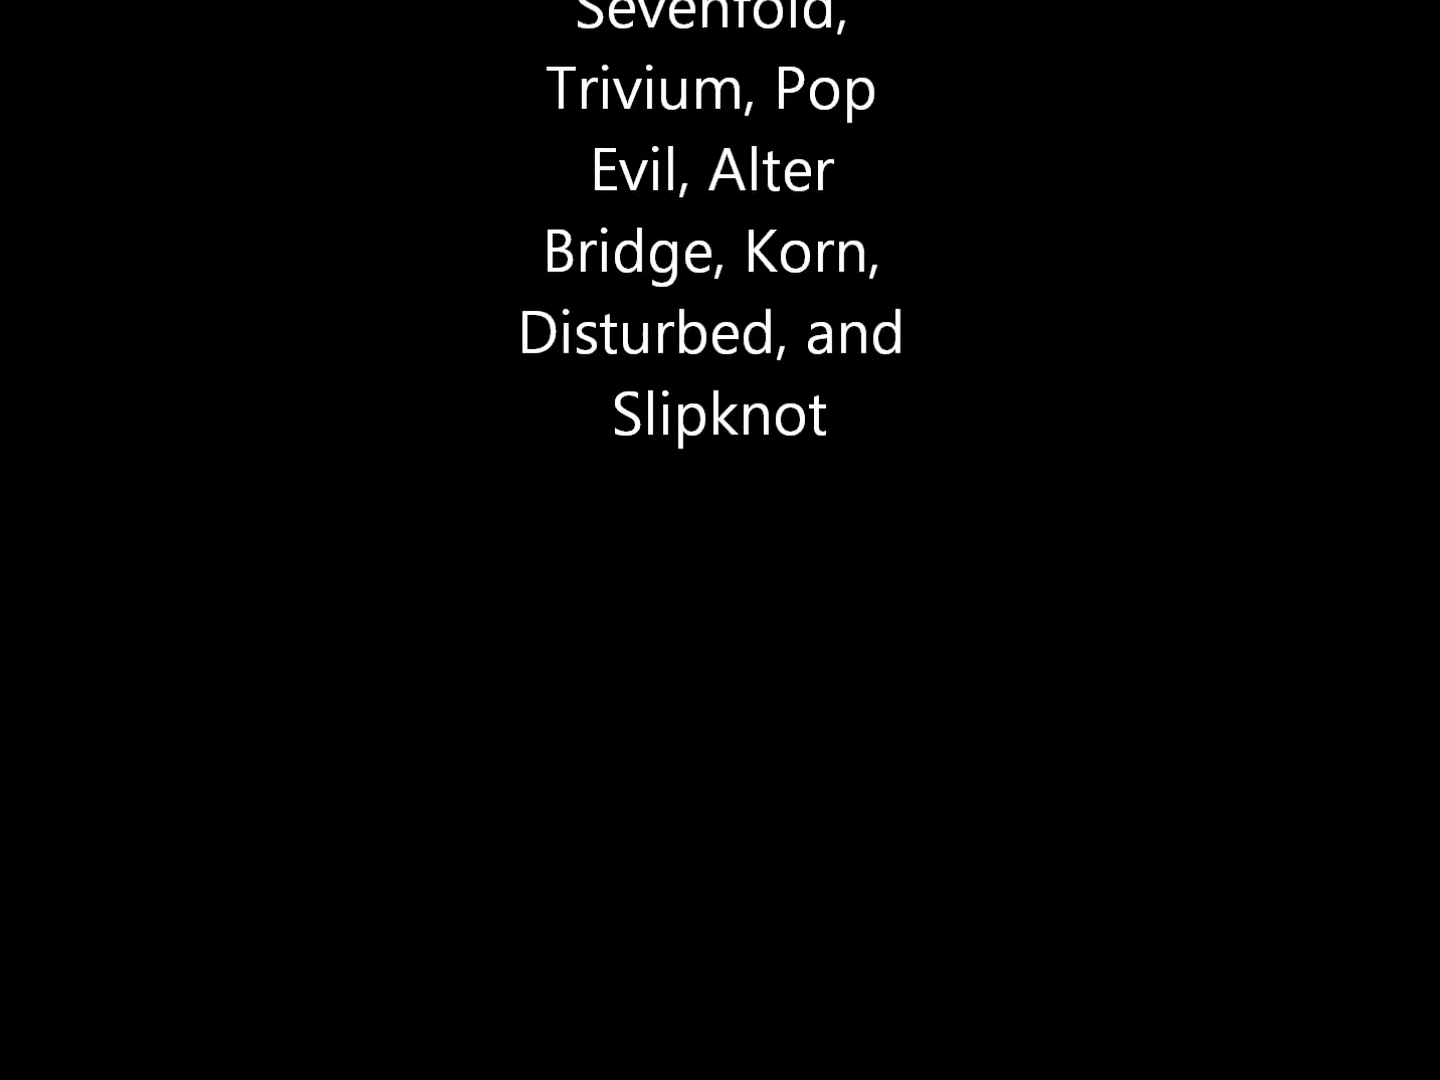 Sevenfold,
Trivium, Pop
Evil, Alter
Bridge, Korn,
Disturbed, and
Slipknot